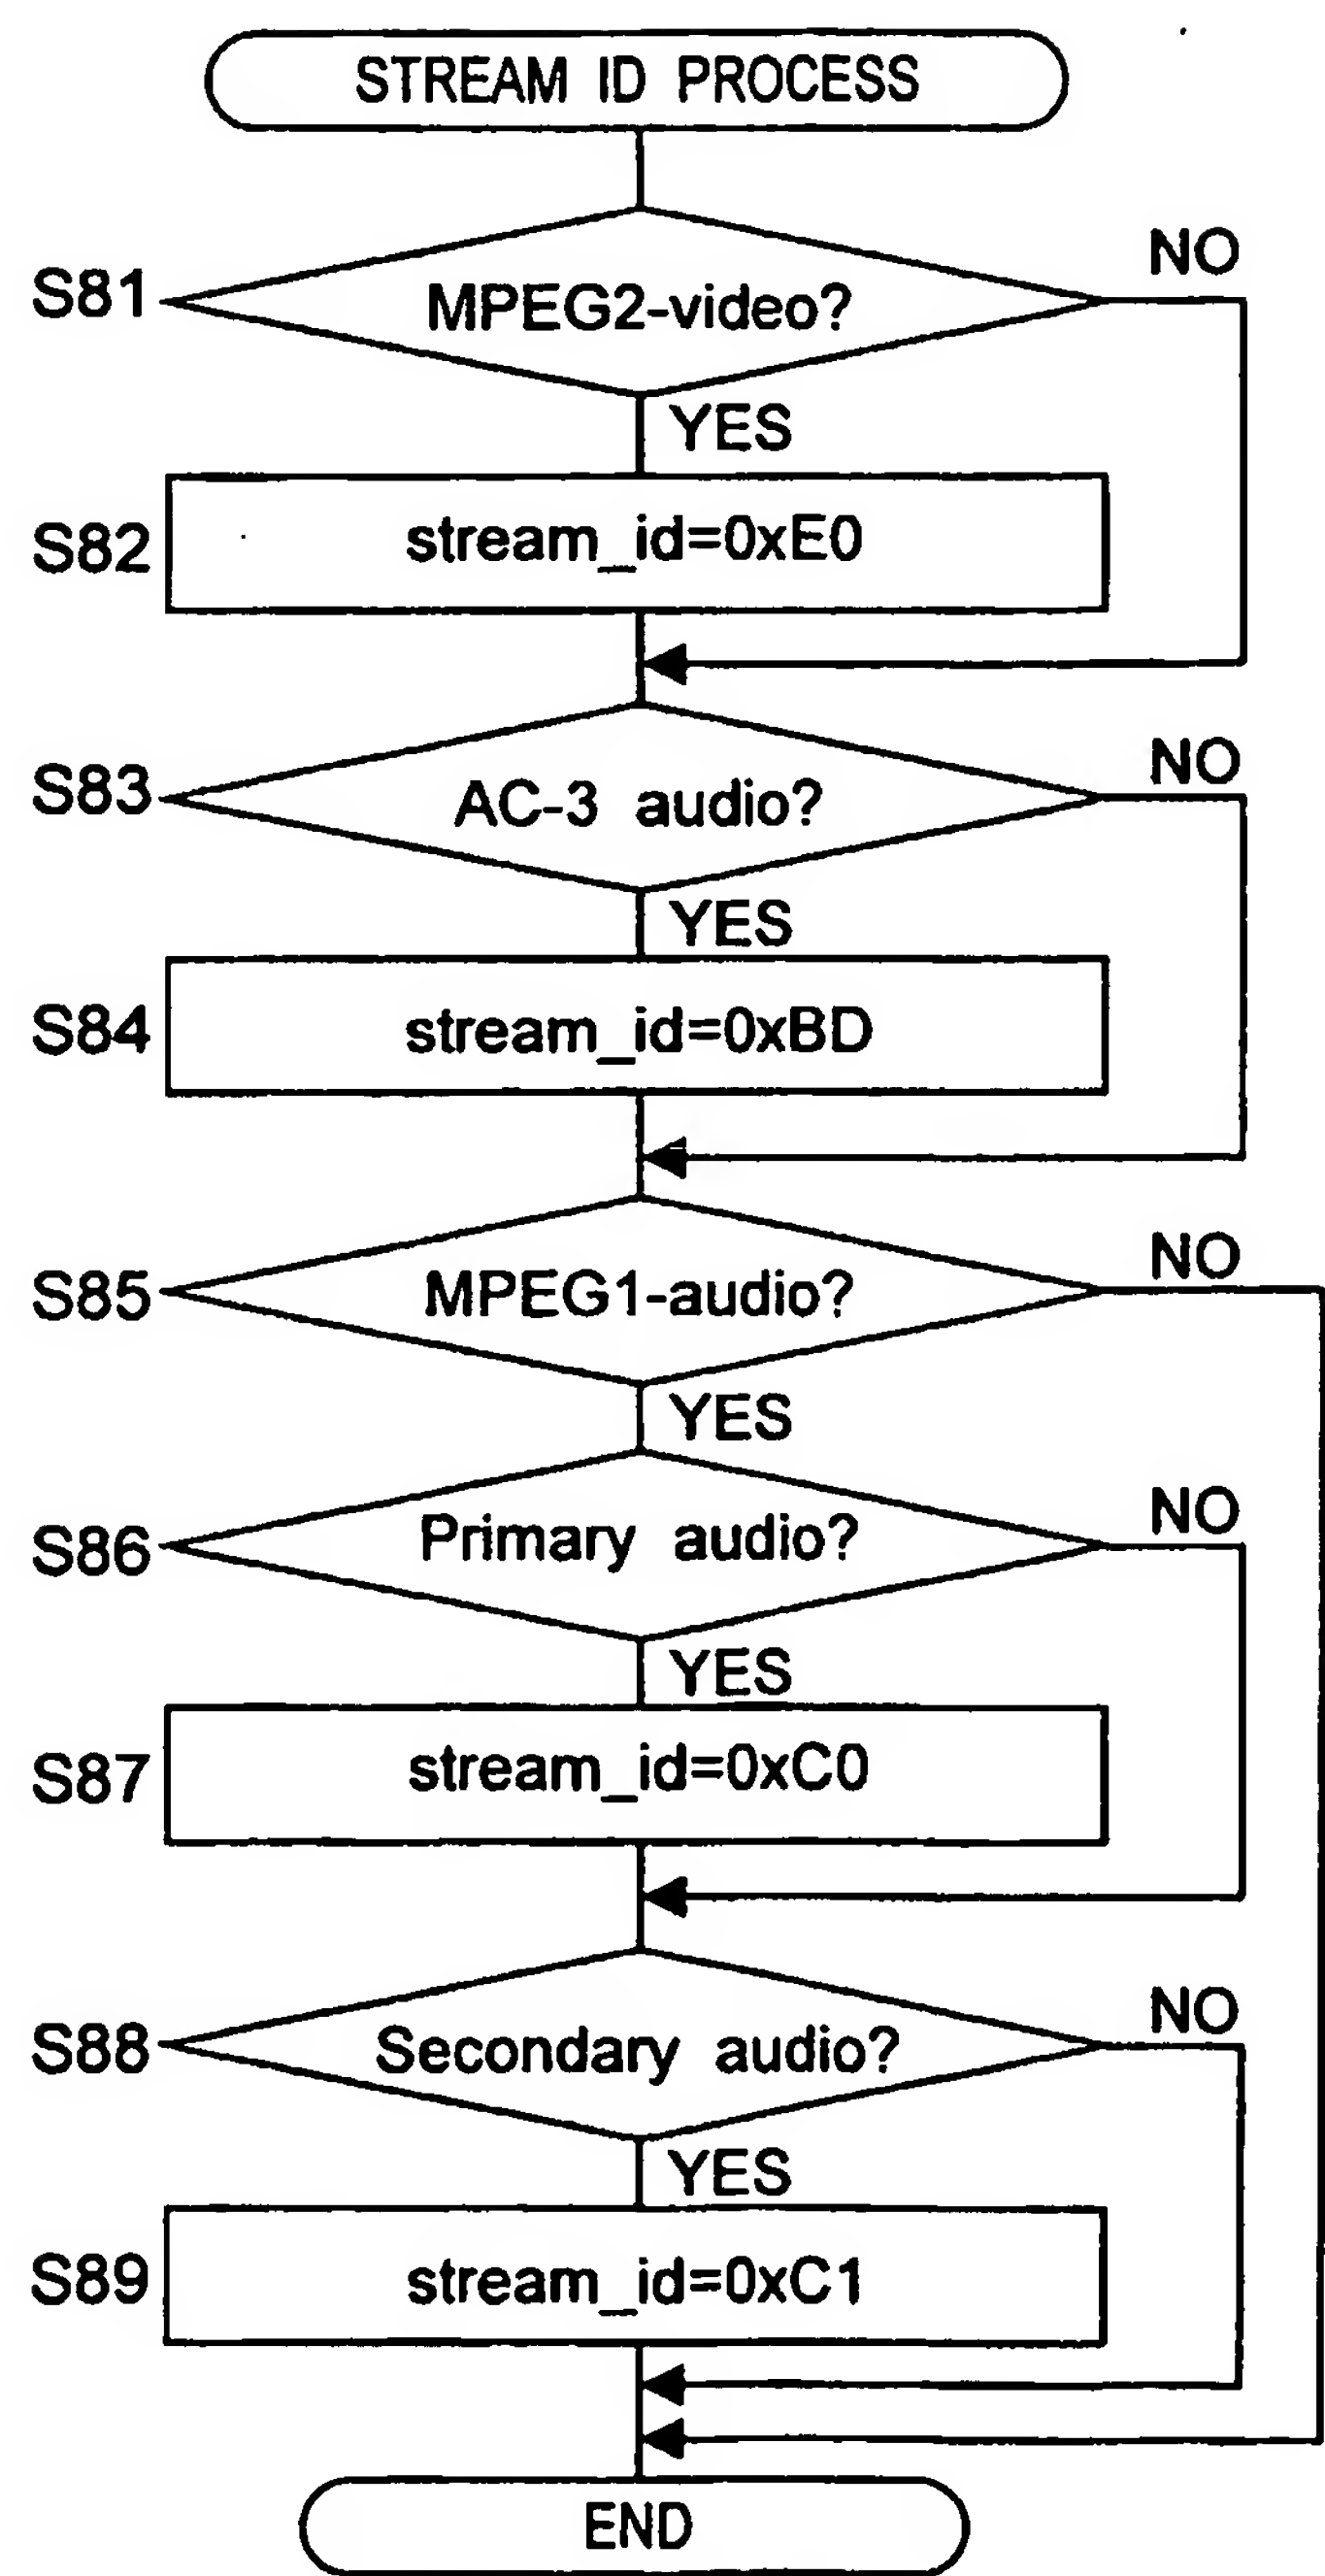 STREAM ID PROCESS
NO
S81
MPEG2-video?
YES
S82
stream_id=0xE0
NO
S83
AC-3 audio?
YES
S84
stream_id=0xBD
NO
S85
MPEG1-audio?
YES
NO
S86
Primary audio?
YES
S87
stream_id=0xC0
NO
S88
Secondary audio?
YES
S89
stream_id=0xC1
END